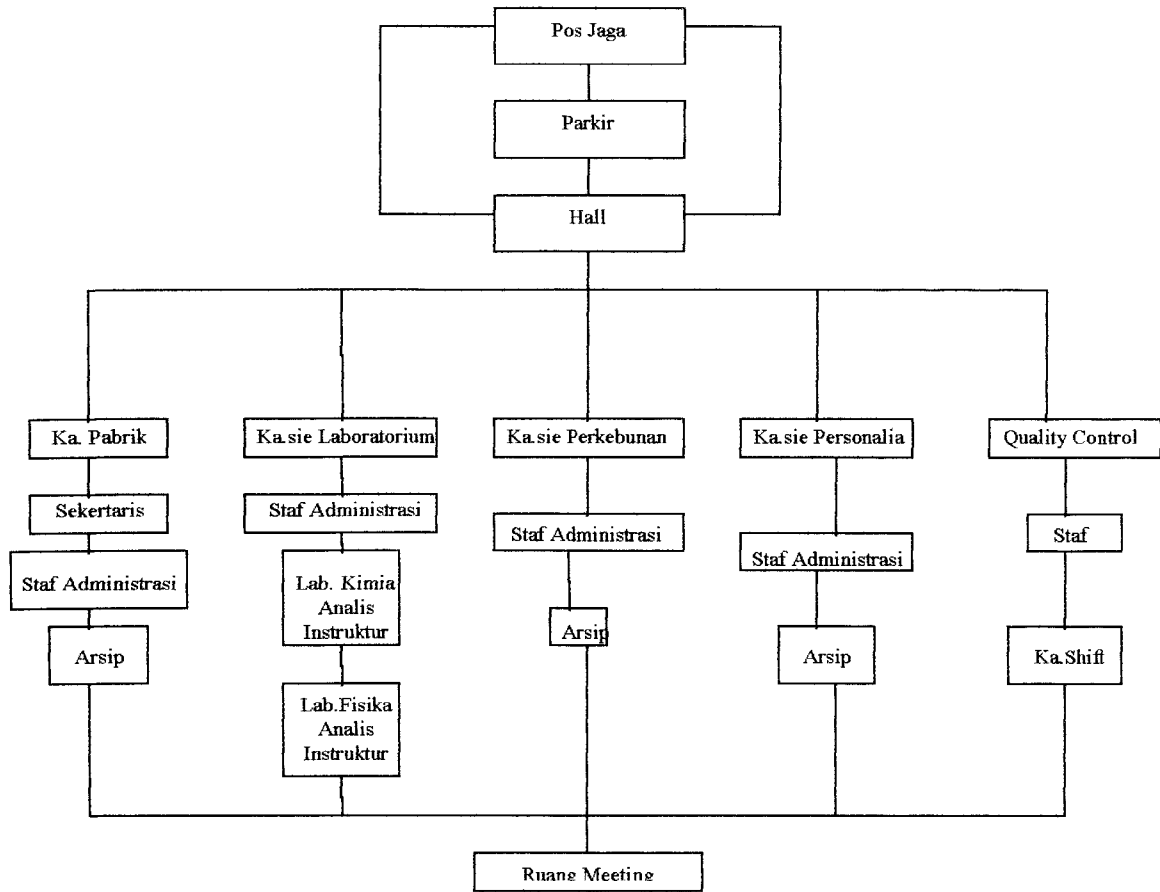 Pos Jaga
Parkir
Hall
Ka. Pabrik
Ka.sie Laboratorium
Ka.sie Perkebunan
Ka.sie Personalia
Quality Control
Sekertaris
Staf Administrasi
Staf Administrasi
Staf
Staf Administrasi
Staf Administrasi
Lab. Kimia
Analis
Instruktur
Arsip
Arsip
Arsip
Ka.Shift
Lab.Fisika
Analis
Instruktur
Ruang Meeting